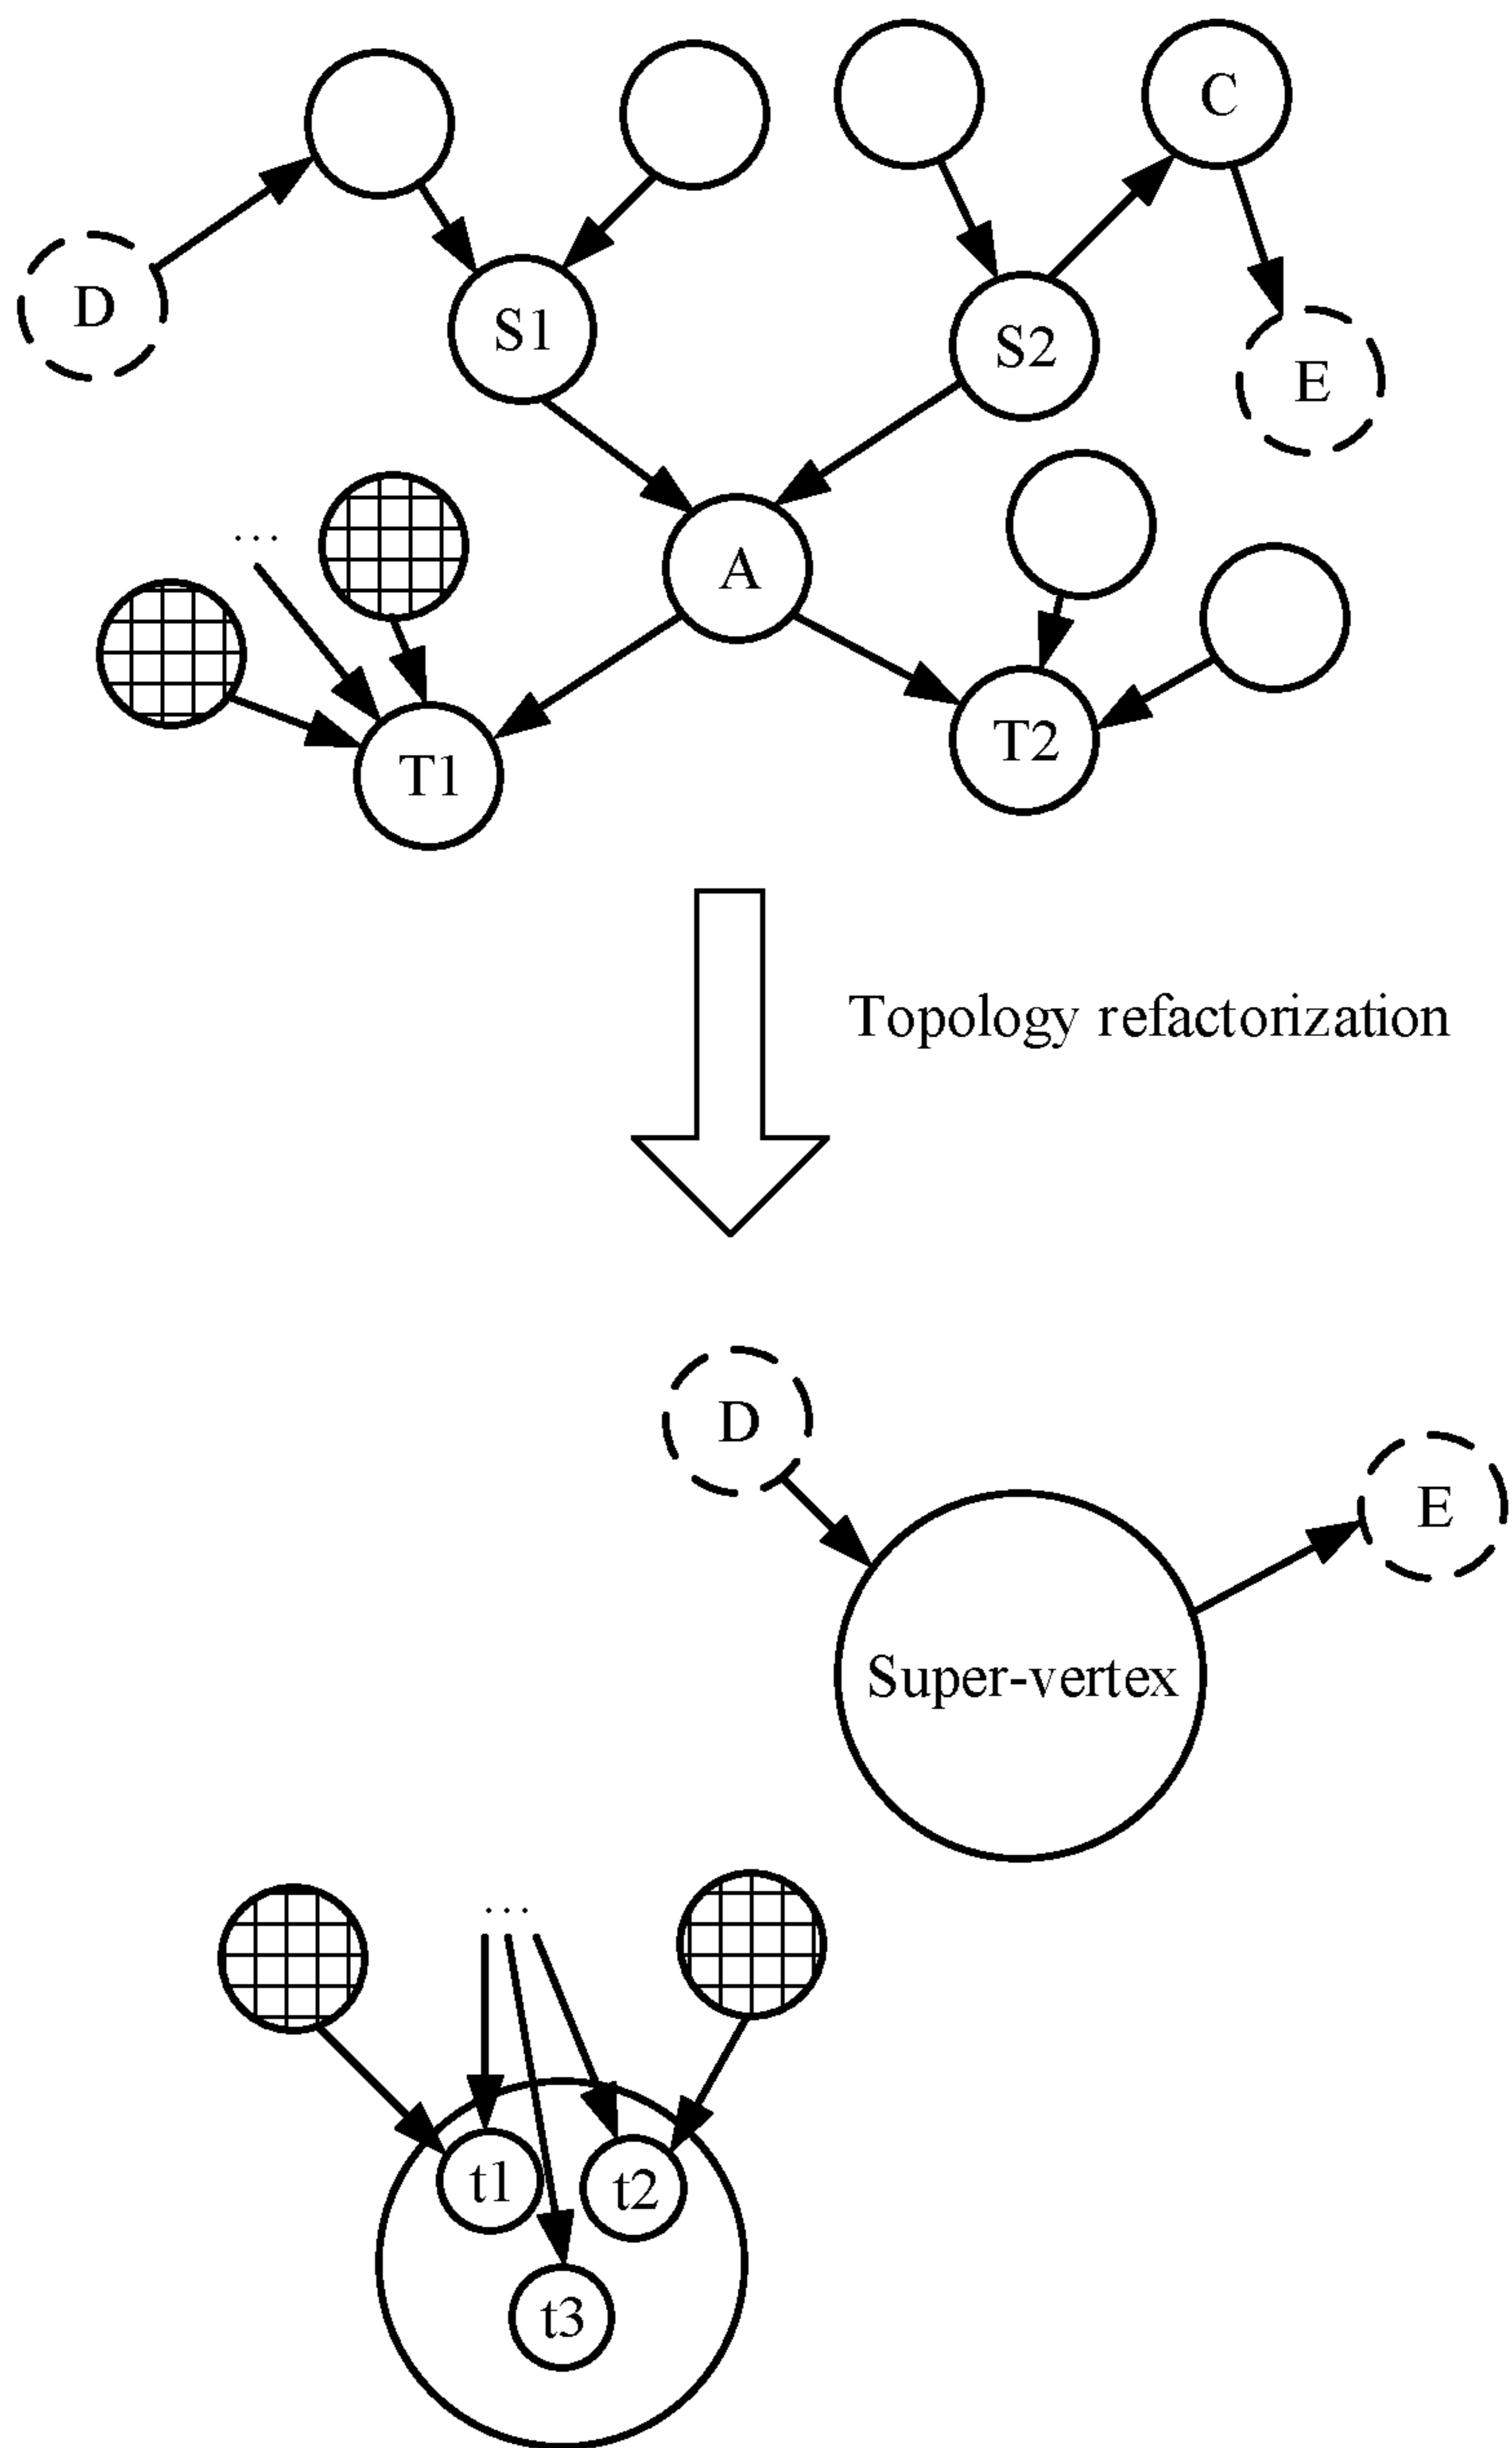 C
D
S1
S2
E
...
A
T2
T1
Topology refactorization
D
E
Super-vertex
...
t1
t2
t3